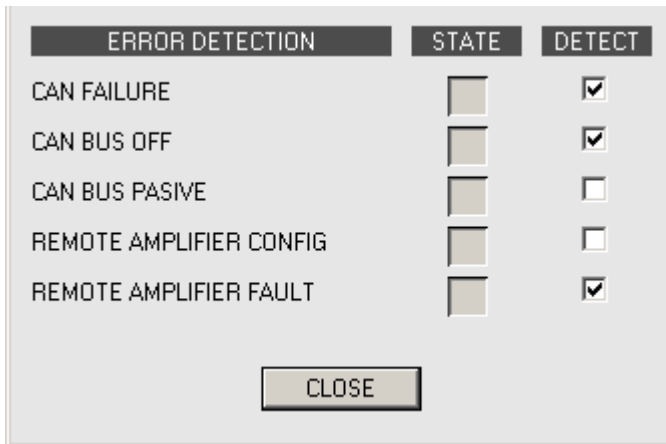 ERROR DETECTION STATE DETECT
CAN FAILURE
CAN BUS OFF
CAN BUS PASIVE
REMOTE AMPLIFIER CONFIG
REMOTE AMPLIFIER FAULT
CLOSE